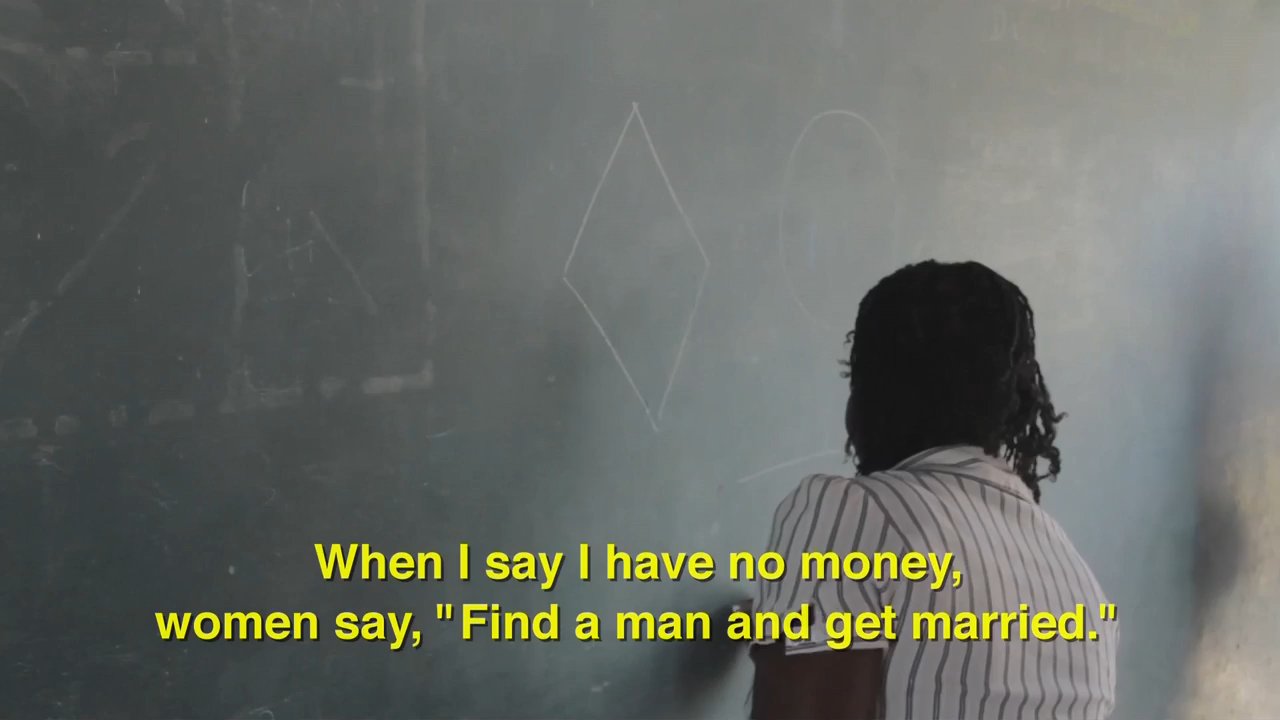 When I say I have no money,
women say, "Find a man and get married."